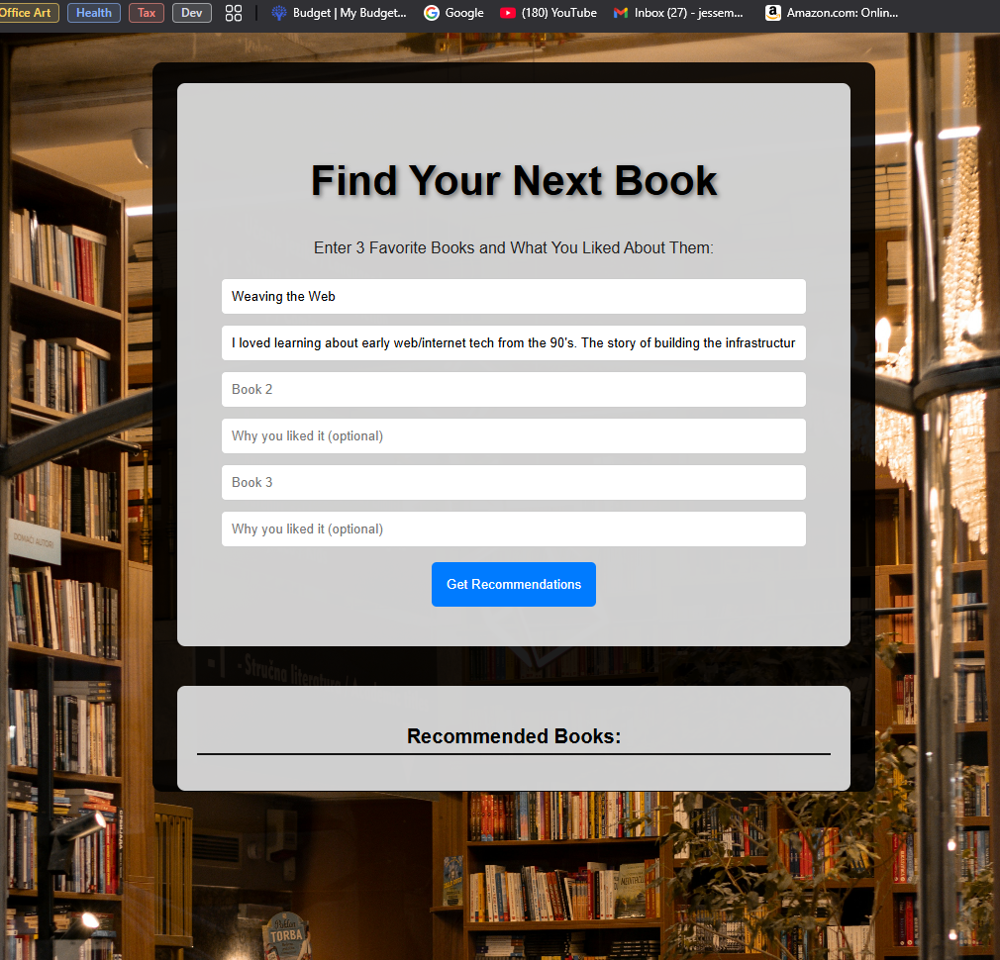 Office Art Health Tax Dev Budget | My Budget... Google (180) YouTube Inbox (27) - jessem... Amazon.com: Onlin...
Find Your Next Book
Enter 3 Favorite Books and What You Liked About Them:
Weaving the Web
I loved learning about early web/internet tech from the 90's. The story of building the infrastructur
Book 2
Why you liked it (optional)
Book 3
Why you liked it (optional)
DOMAĆI AUTORI
Get Recommendations
- Stručna literatura /
Recommended Books:
TORBA